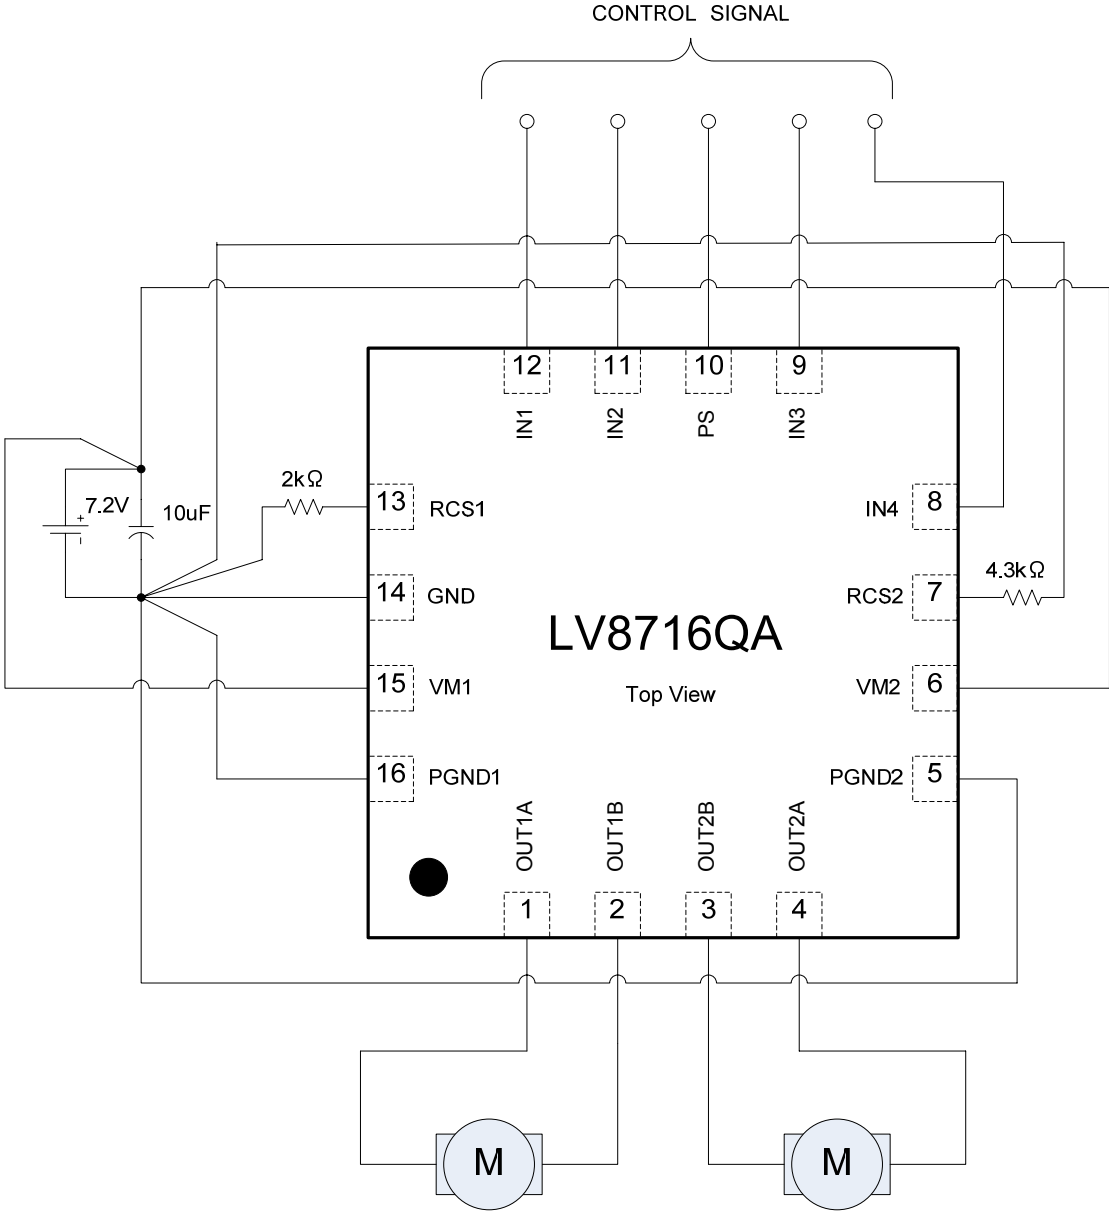 CONTROL SIGNAL
12 11 10 9
IN1 IN2 PS IN3
7.2V
+
-
10uF
2kΩ
13 RCS1
IN4 8
4.3kΩ
14 GND
RCS2 7
LV8716QA
Top View
15 VM1
VM2 6
16 PGND1
PGND2 5
OUT1A OUT1B OUT2B OUT2A
1 2 3 4
M M